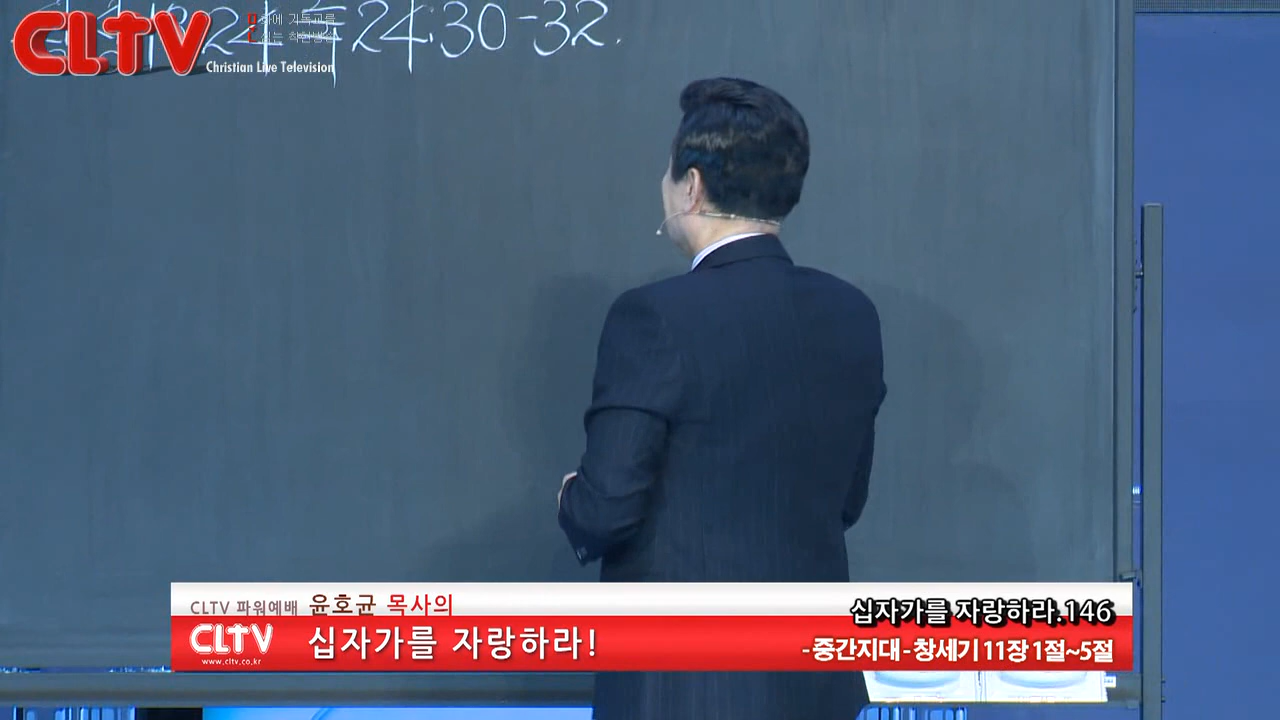 CLTV
Christian Live Television
24 눅 24:30-32.
CLTV 파워예배 윤호균 목사의
CLTV
www.cltv.co.kr
십자가를 자랑하라!
십자가를 자랑하라.146
-중간지대-창세기 11장 1절~5절